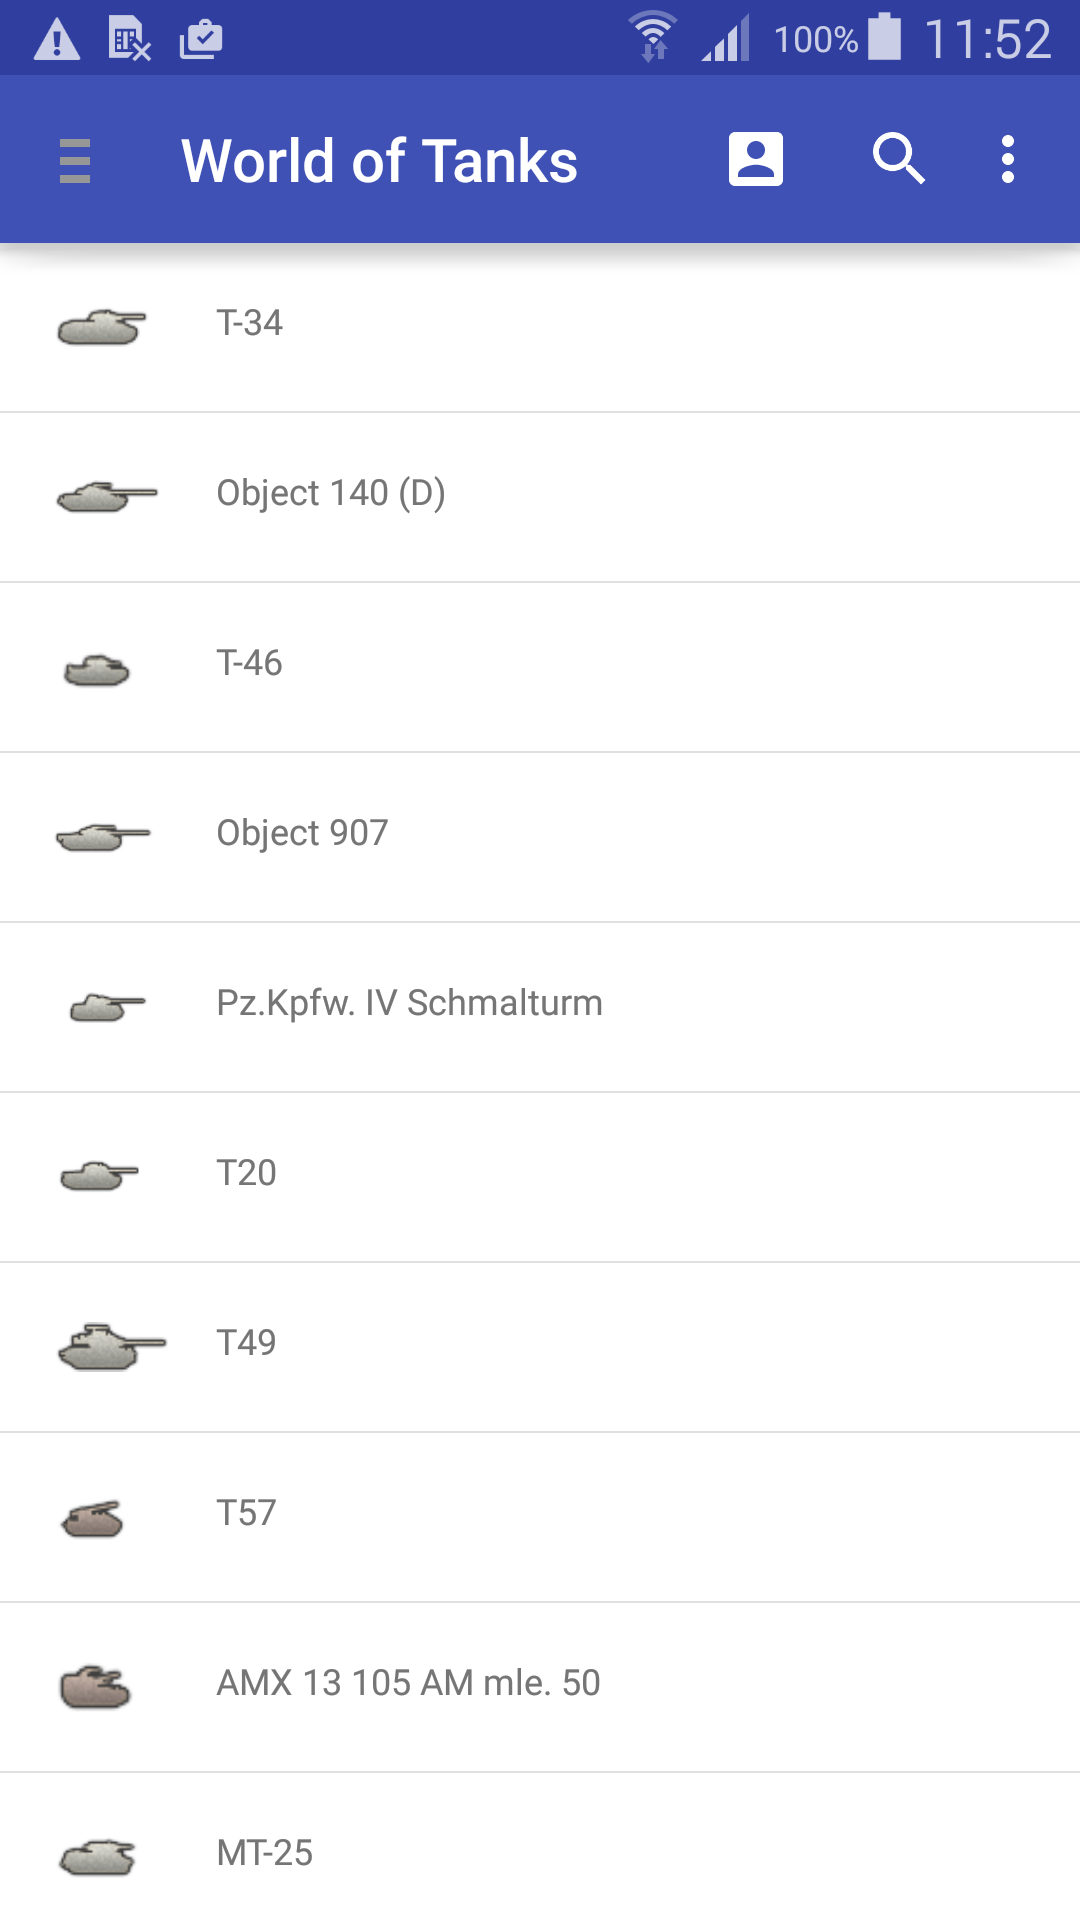 100% 11:52
World of Tanks
T-34
Object 140 (D)
T-46
Object 907
Pz.Kpfw. IV Schmalturm
T20
T49
T57
AMX 13 105 AM mle. 50
MT-25